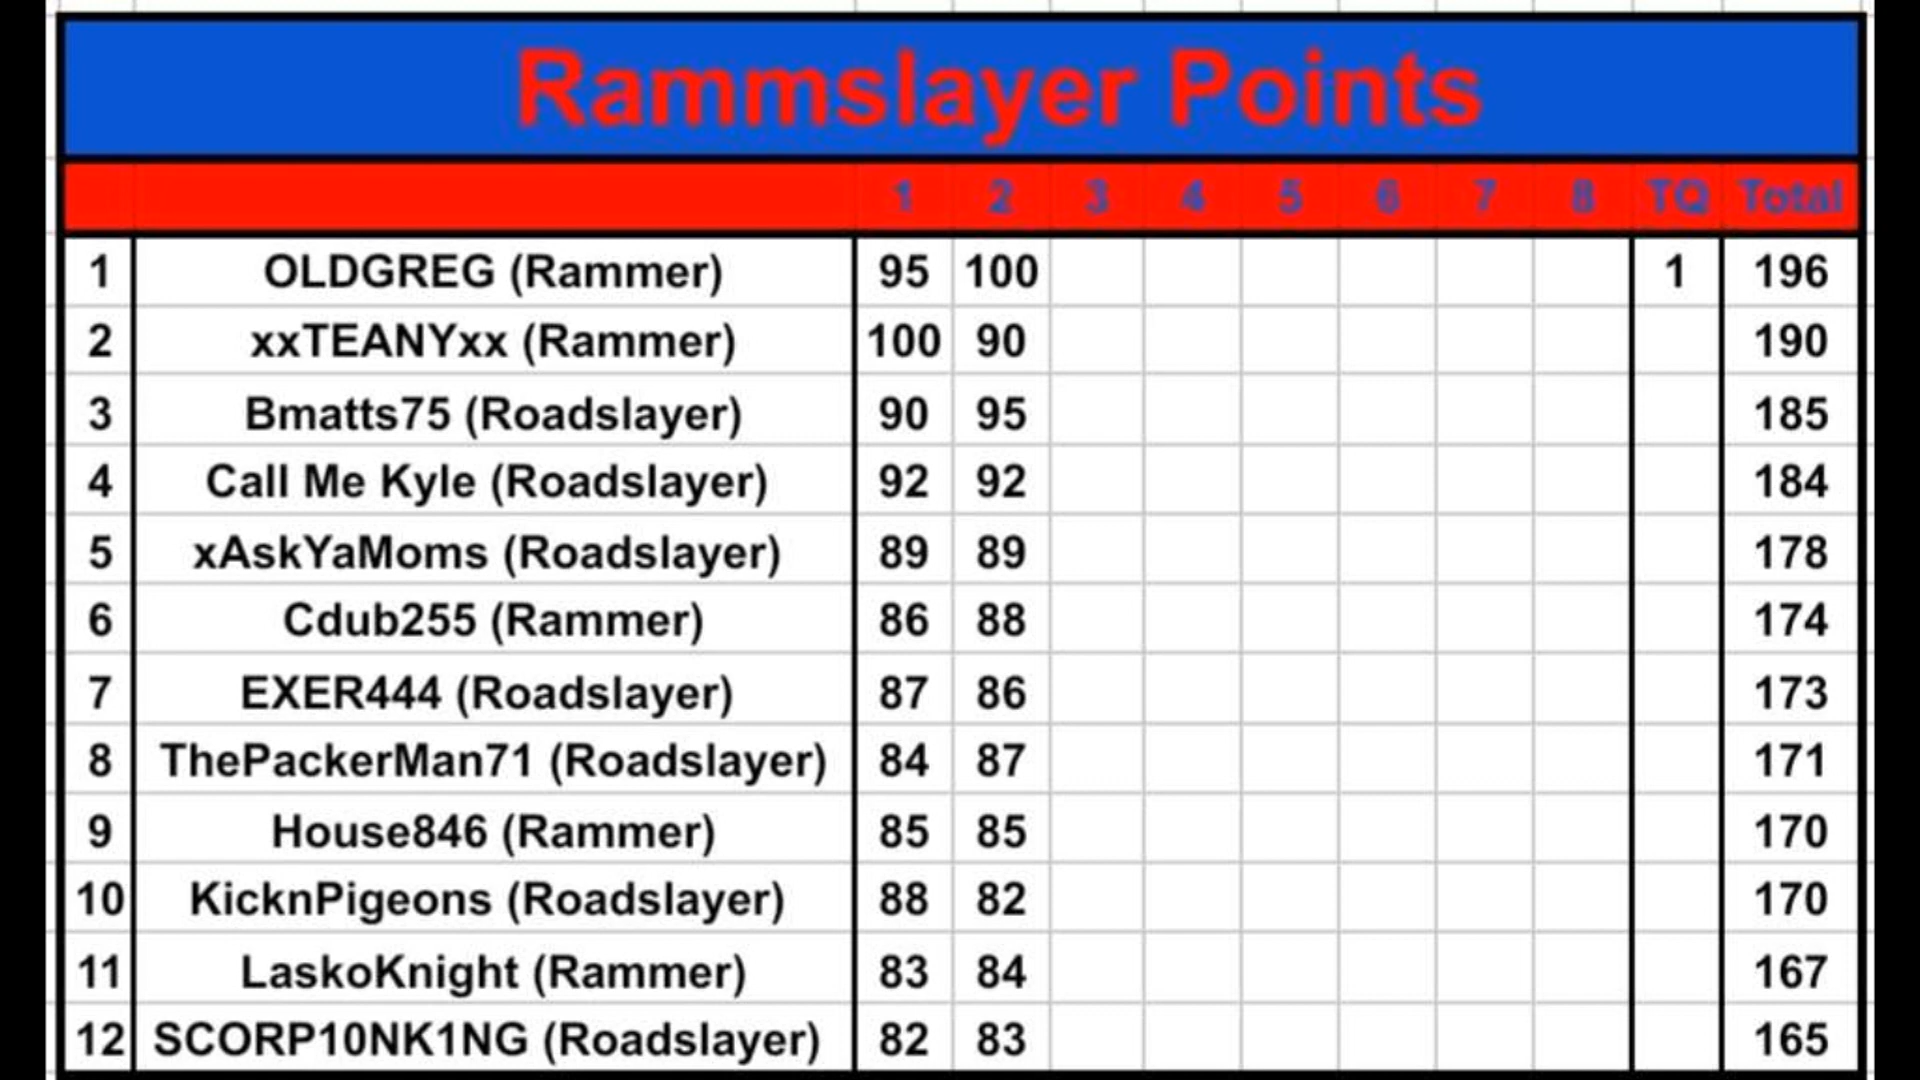 Rammslayer Points
1 2 3 4 5 6 7 8 TQ Total
1 OLDGREG (Rammer) 95 100 1 196
2 xxTEANYxx (Rammer) 100 90 190
3 Bmatts75 (Roadslayer) 90 95 185
4 Call Me Kyle (Roadslayer) 92 92 184
5 xAskYaMoms (Roadslayer) 89 89 178
6 Cdub255 (Rammer) 86 88 174
7 EXER444 (Roadslayer) 87 86 173
8 ThePackerMan71 (Roadslayer) 84 87 171
9 House846 (Rammer) 85 85 170
10 KicknPigeons (Roadslayer) 88 82 170
11 LaskoKnight (Rammer) 83 84 167
12 SCORP10NK1NG (Roadslayer) 82 83 165